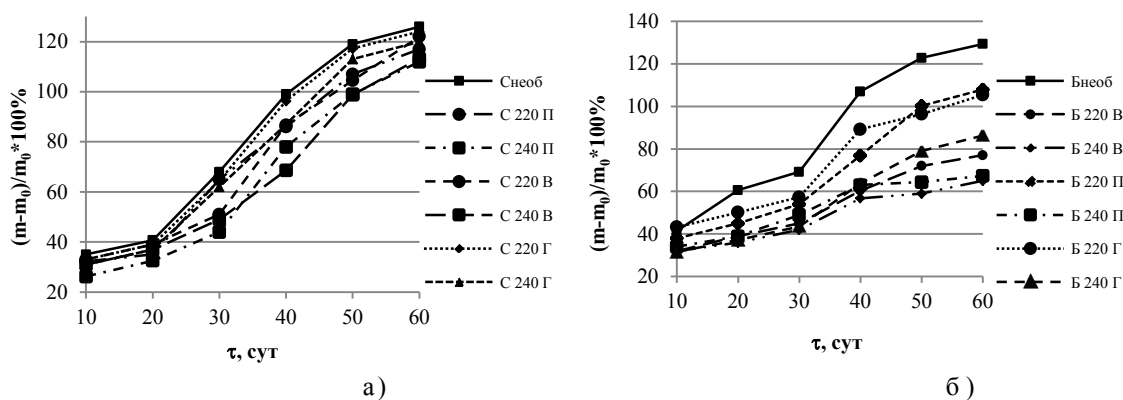 (m-m₀)/m₀*100%
120
100
80
60
40
20
10 20 30 40 50 60
τ, сут
Снеоб
С 220 П
С 240 П
С 220 В
С 240 В
С 220 Г
С 240 Г
а)
(m-m₀)/m₀*100%
140
120
100
80
60
40
20
10 20 30 40 50 60
τ, сут
Бнеоб
Б 220 В
Б 240 В
Б 220 П
Б 240 П
Б 220 Г
Б 240 Г
б)